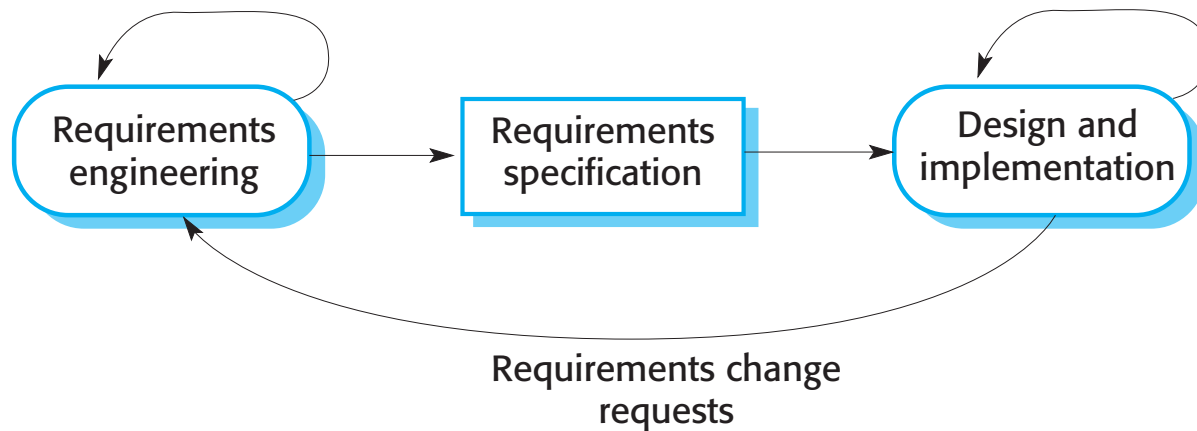 Requirements
engineering
Requirements
specification
Design and
implementation
Requirements change
requests